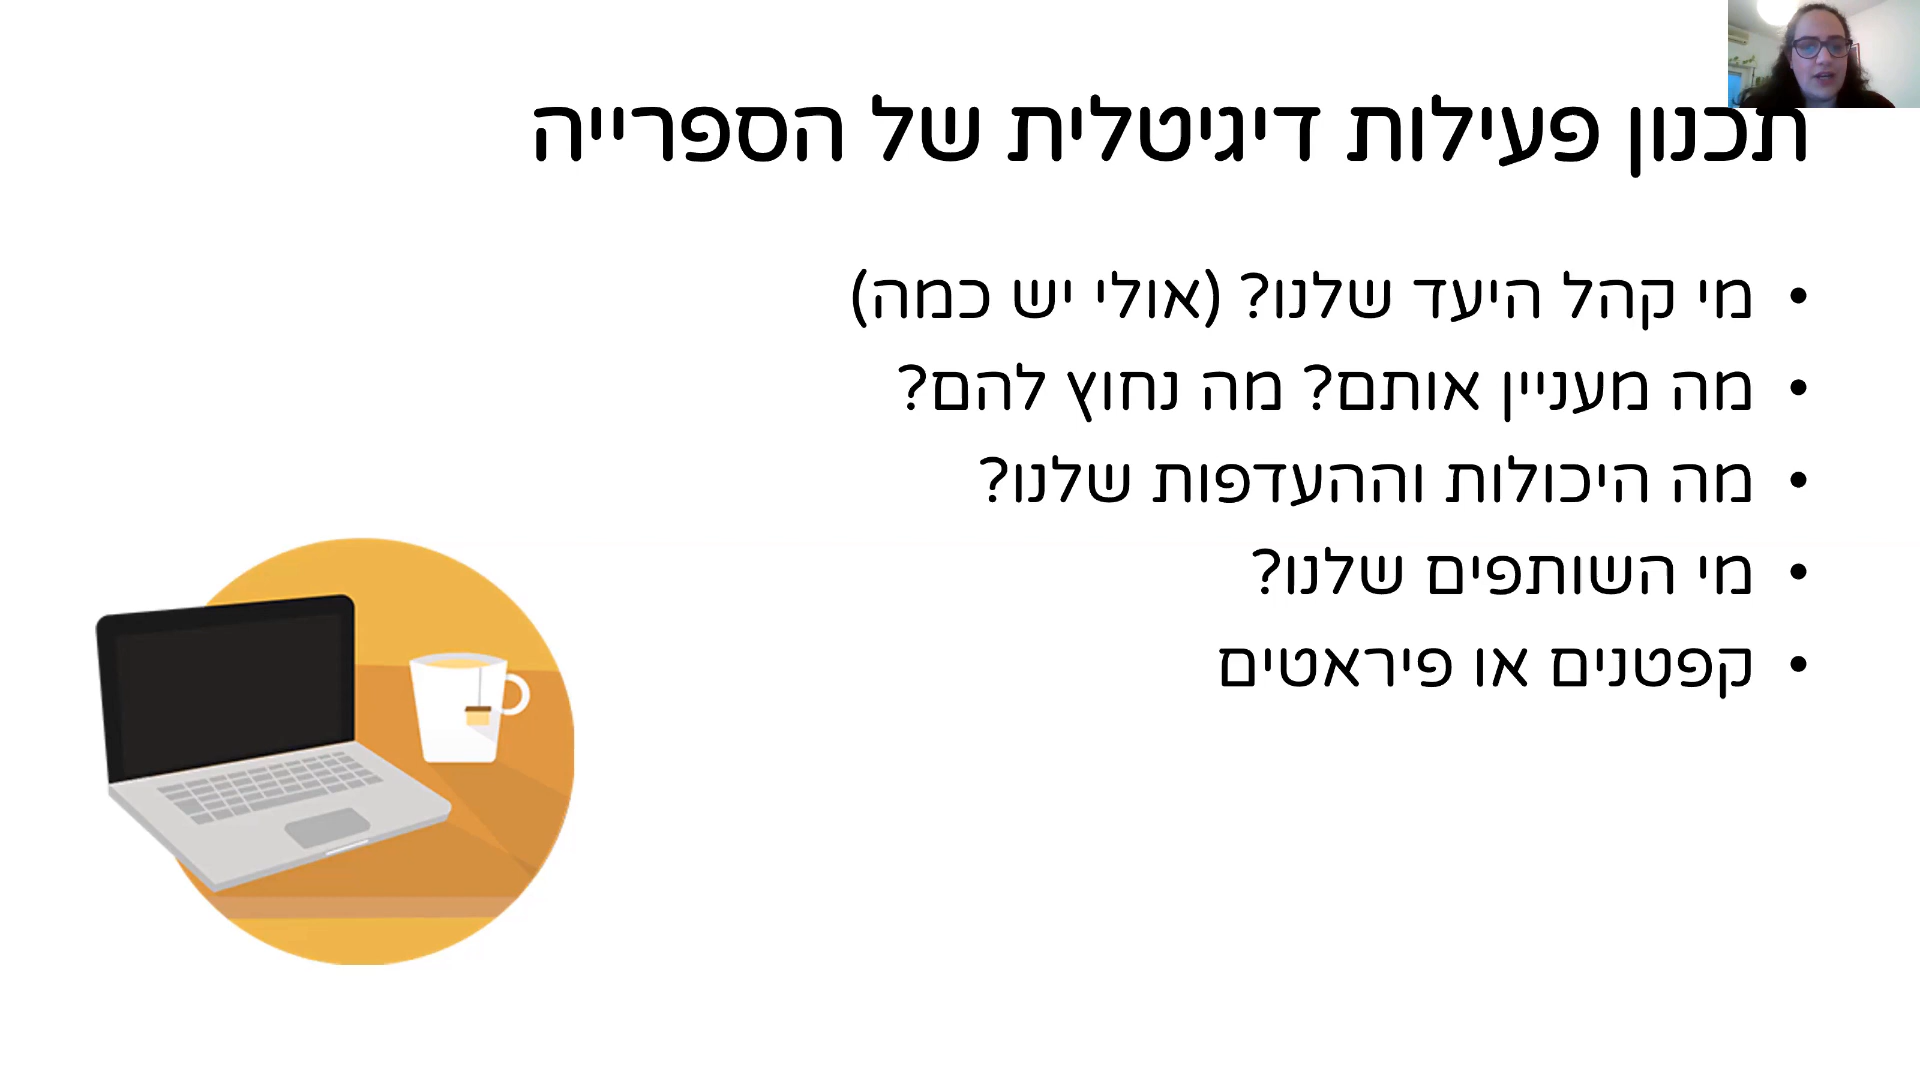 תכנון פעילות דיגיטלית של הספרייה
• מי קהל היעד שלנו? (אולי יש כמה)
• מה מעניין אותם? מה נחוץ להם?
• מה היכולות וההעדפות שלנו?
• מי השותפים שלנו?
• קפטנים או פיראטים